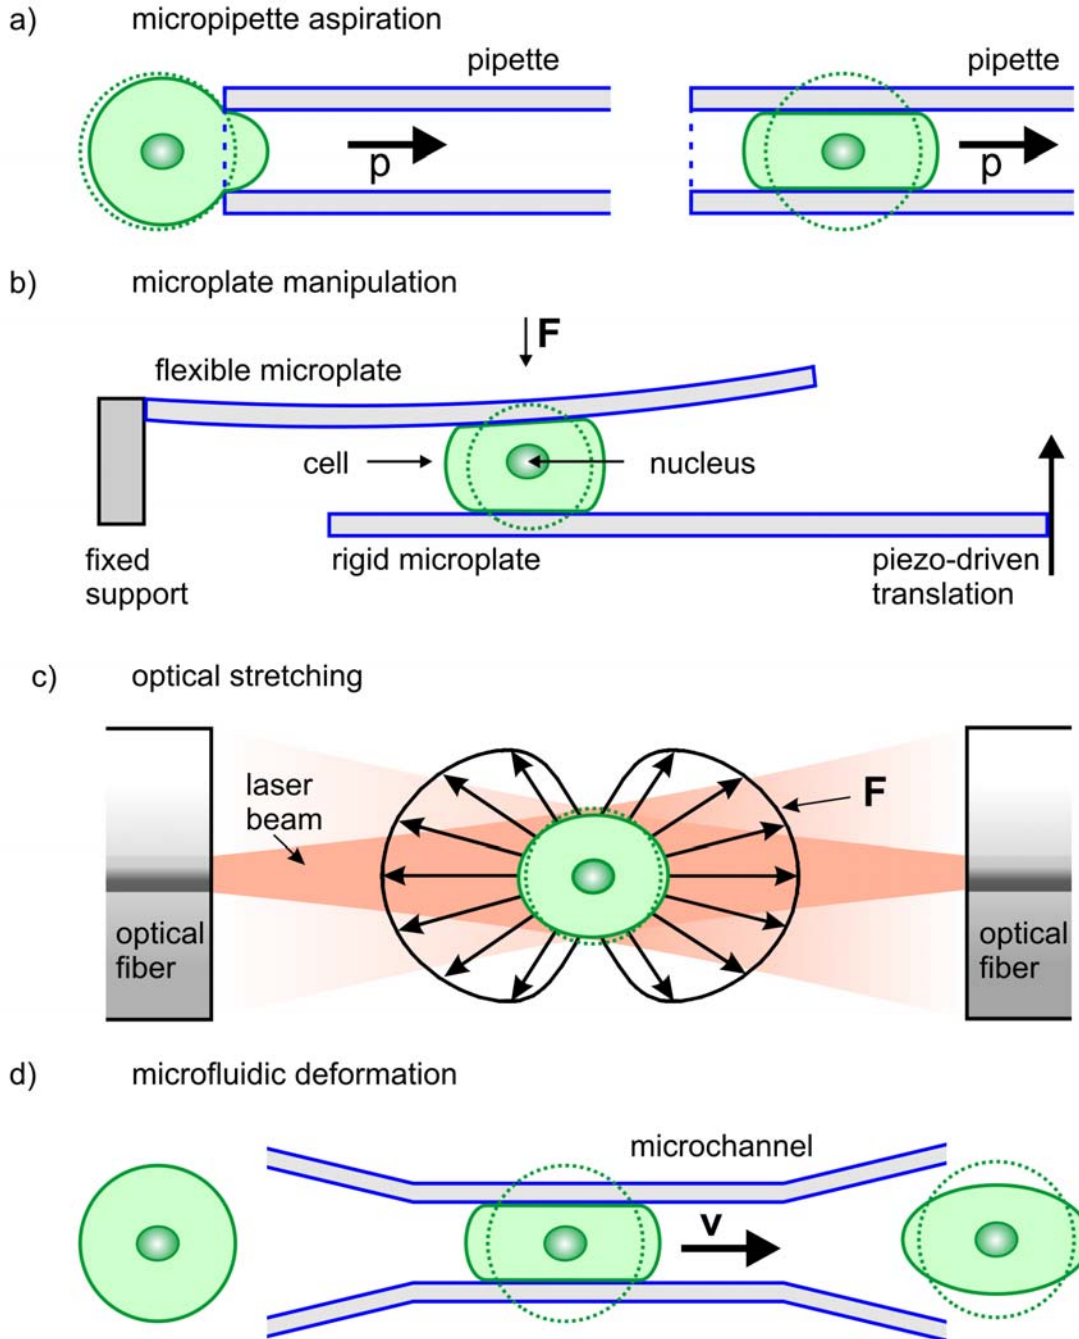 a) micropipette aspiration
pipette
pipette
p
p
b) microplate manipulation
F
flexible microplate
cell
nucleus
fixed
support
rigid microplate
piezo-driven
translation
c) optical stretching
laser
beam
F
optical
fiber
optical
fiber
d) microfluidic deformation
microchannel
v